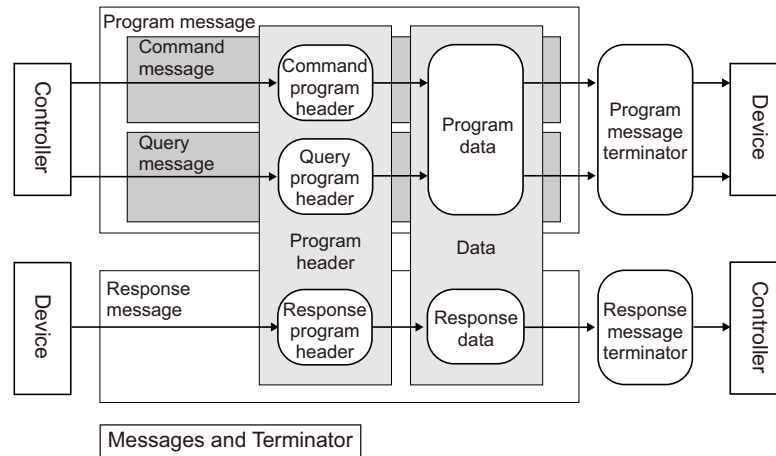 Program message
Command
message
Controller
Command
program
header
Program
data
Program
message
terminator
Device
Query
message
Query
program
header
Program
header
Data
Device
Response
message
Response
program
header
Response
data
Response
message
terminator
Controller
Messages and Terminator